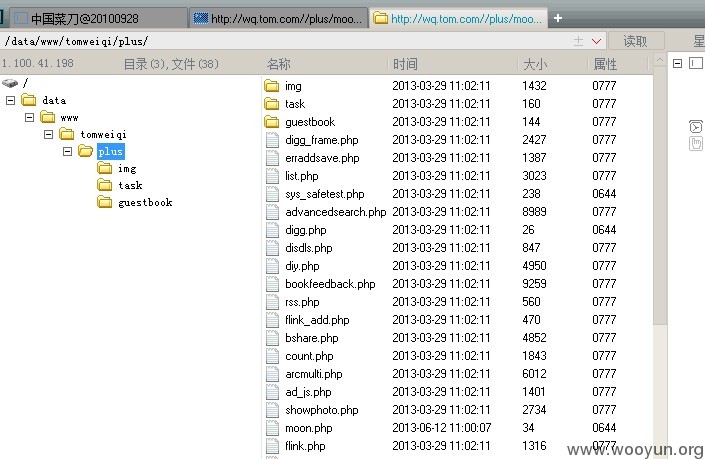 中国菜刀@20100928
http://wq.tom.com//plus/moo...
http://wq.tom.com//plus/moo...
/data/www/tomweiqi/plus/
读取
1.100.41.198
目录(3),文件(38)
名称 时间 大小 属性
/
data
www
tomweiqi
plus
img
task
guestbook
img 2013-03-29 11:02:11 1432 0777
task 2013-03-29 11:02:11 160 0777
guestbook 2013-03-29 11:02:11 144 0777
digg_frame.php 2013-03-29 11:02:11 2427 0777
erraddsave.php 2013-03-29 11:02:11 1387 0777
list.php 2013-03-29 11:02:11 3023 0777
sys_safetest.php 2013-03-29 11:02:11 238 0644
advancedsearch.php 2013-03-29 11:02:11 8989 0777
digg.php 2013-03-29 11:02:11 26 0644
disdls.php 2013-03-29 11:02:11 847 0777
diy.php 2013-03-29 11:02:11 4950 0777
bookfeedback.php 2013-03-29 11:02:11 9259 0777
rss.php 2013-03-29 11:02:11 560 0777
flink_add.php 2013-03-29 11:02:11 470 0777
bshare.php 2013-03-29 11:02:11 4852 0777
count.php 2013-03-29 11:02:11 1843 0777
arcmulti.php 2013-03-29 11:02:11 6012 0777
ad_js.php 2013-03-29 11:02:11 1401 0777
showphoto.php 2013-03-29 11:02:11 2734 0777
moon.php 2013-06-12 11:00:07 34 0644
flink.php 2013-03-29 11:02:11 1316 0777
www.wooyun.org